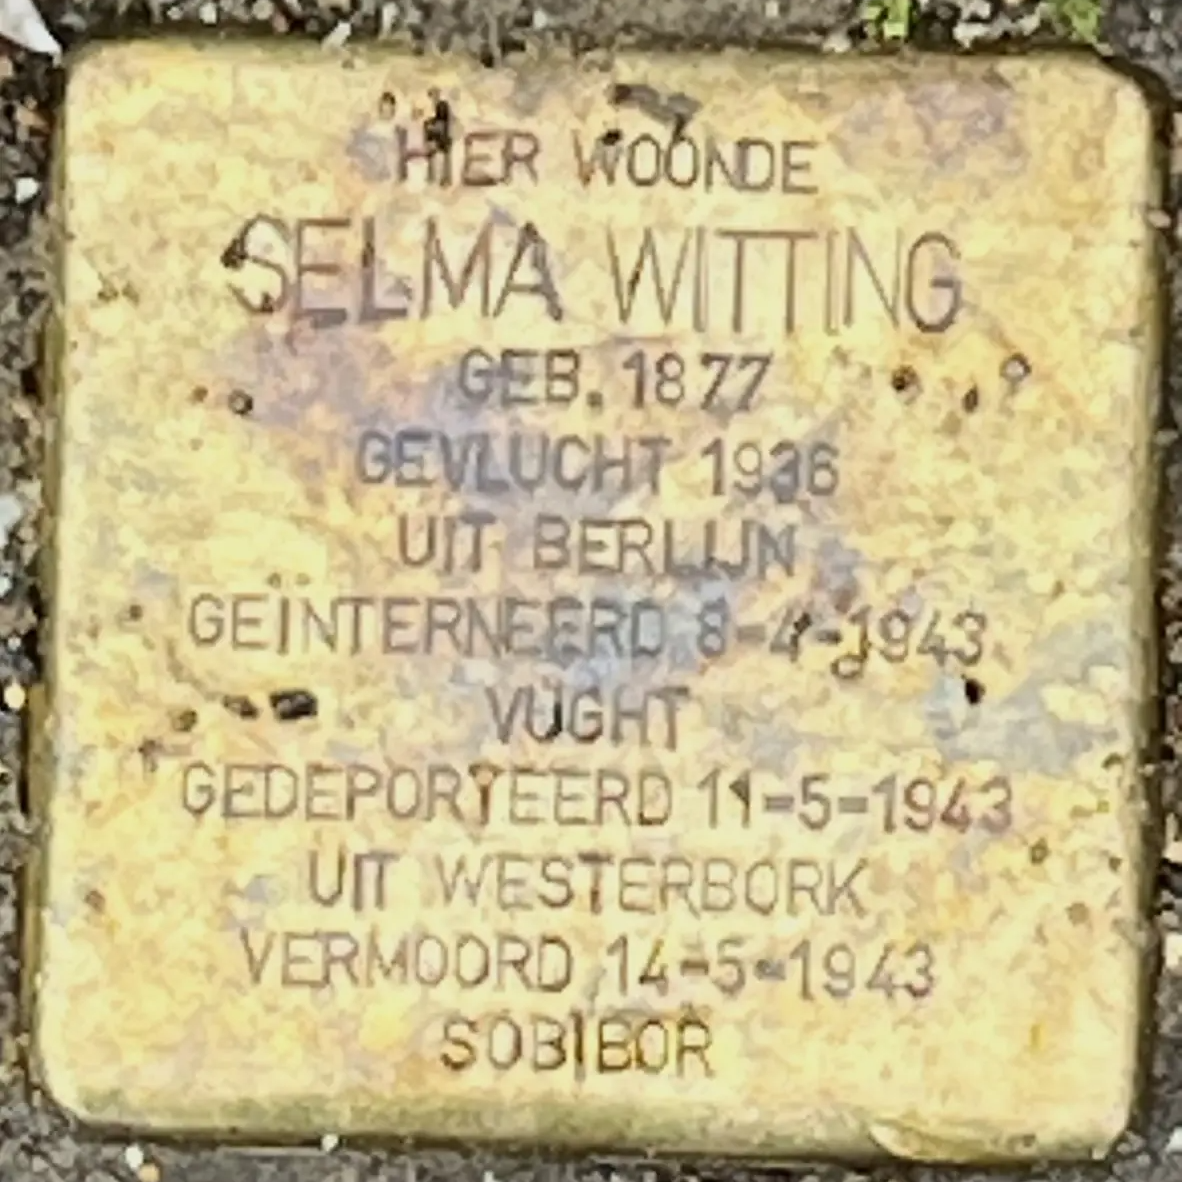 HIER WOONDE
SELMA WITTING
GEB. 1877
GEVLUCHT 1936
UIT BERLIJN
GEÏNTERNEERD 8-4-1943
VUGHT
GEDEPORTEERD 11-5-1943
UIT WESTERBORK
VERMOORD 14-5-1943
SOBIBOR